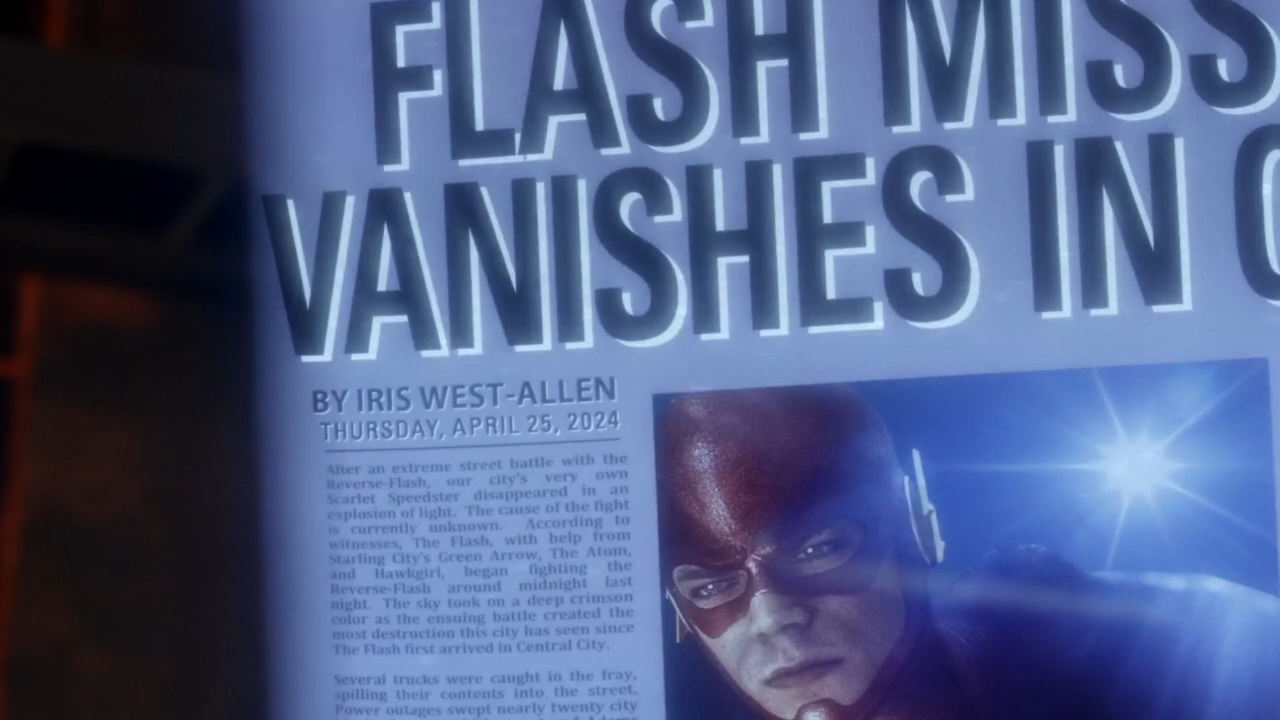 FLASH MISS
VANISHES IN
BY IRIS WEST-ALLEN
THURSDAY, APRIL 25, 2024
After an extreme street battle with the
Reverse-Flash, our city's very own
Scarlet Speedster disappeared in an
explosion of light. The cause of the fight
is currently unknown. According to
witnesses, The Flash, with help from
Starling City's Green Arrow, The Atom,
and Hawkgirl, began fighting the
Reverse-Flash around midnight last
night. The sky took on a deep crimson
color as the ensuing battle created the
most destruction this city has seen since
The Flash first arrived in Central City.
Several trucks were caught in the fray,
spilling their contents into the street.
Power outages swept nearly twenty city